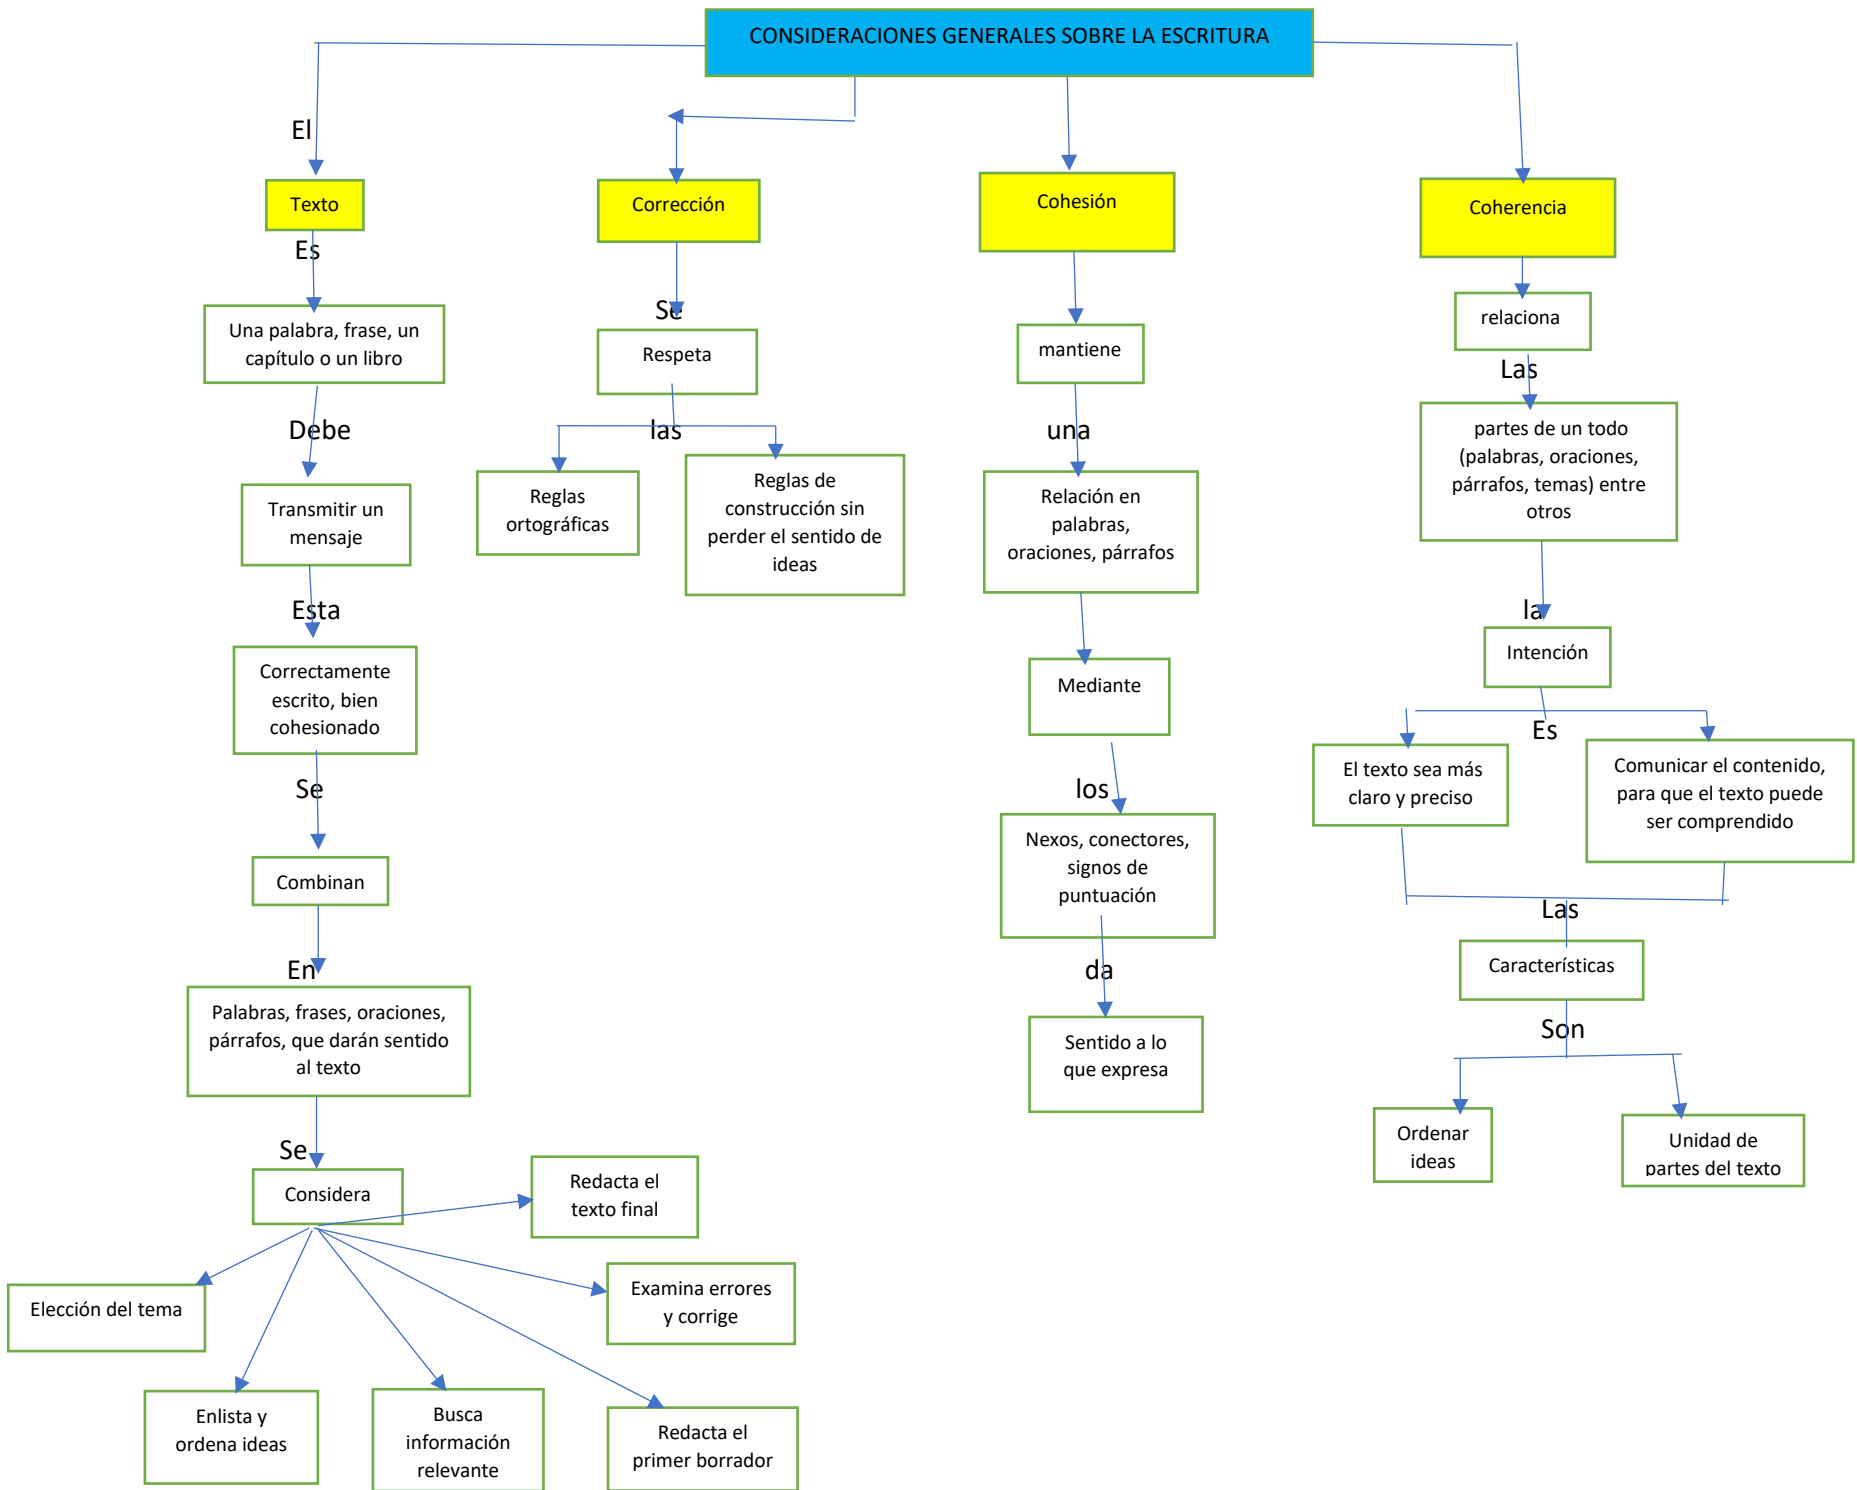 CONSIDERACIONES GENERALES SOBRE LA ESCRITURA
El
Texto
Es
Una palabra, frase, un
capítulo o un libro
Debe
Transmitir un
mensaje
Esta
Correctamente
escrito, bien
cohesionado
Se
Combinan
En
Palabras, frases, oraciones,
párrafos, que darán sentido
al texto
Se
Considera
Redacta el
texto final
Examina errores
y corrige
Elección del tema
Enlista y
ordena ideas
Busca
información
relevante
Redacta el
primer borrador
Corrección
Se
Respeta
las
Reglas
ortográficas
Reglas de
construcción sin
perder el sentido de
ideas
Cohesión
mantiene
una
Relación en
palabras,
oraciones, párrafos
Mediante
los
Nexos, conectores,
signos de
puntuación
da
Sentido a lo
que expresa
Coherencia
relaciona
Las
partes de un todo
(palabras, oraciones,
párrafos, temas) entre
otros
la
Intención
Es
El texto sea más
claro y preciso
Comunicar el contenido,
para que el texto puede
ser comprendido
Las
Características
Son
Ordenar
ideas
Unidad de
partes del texto